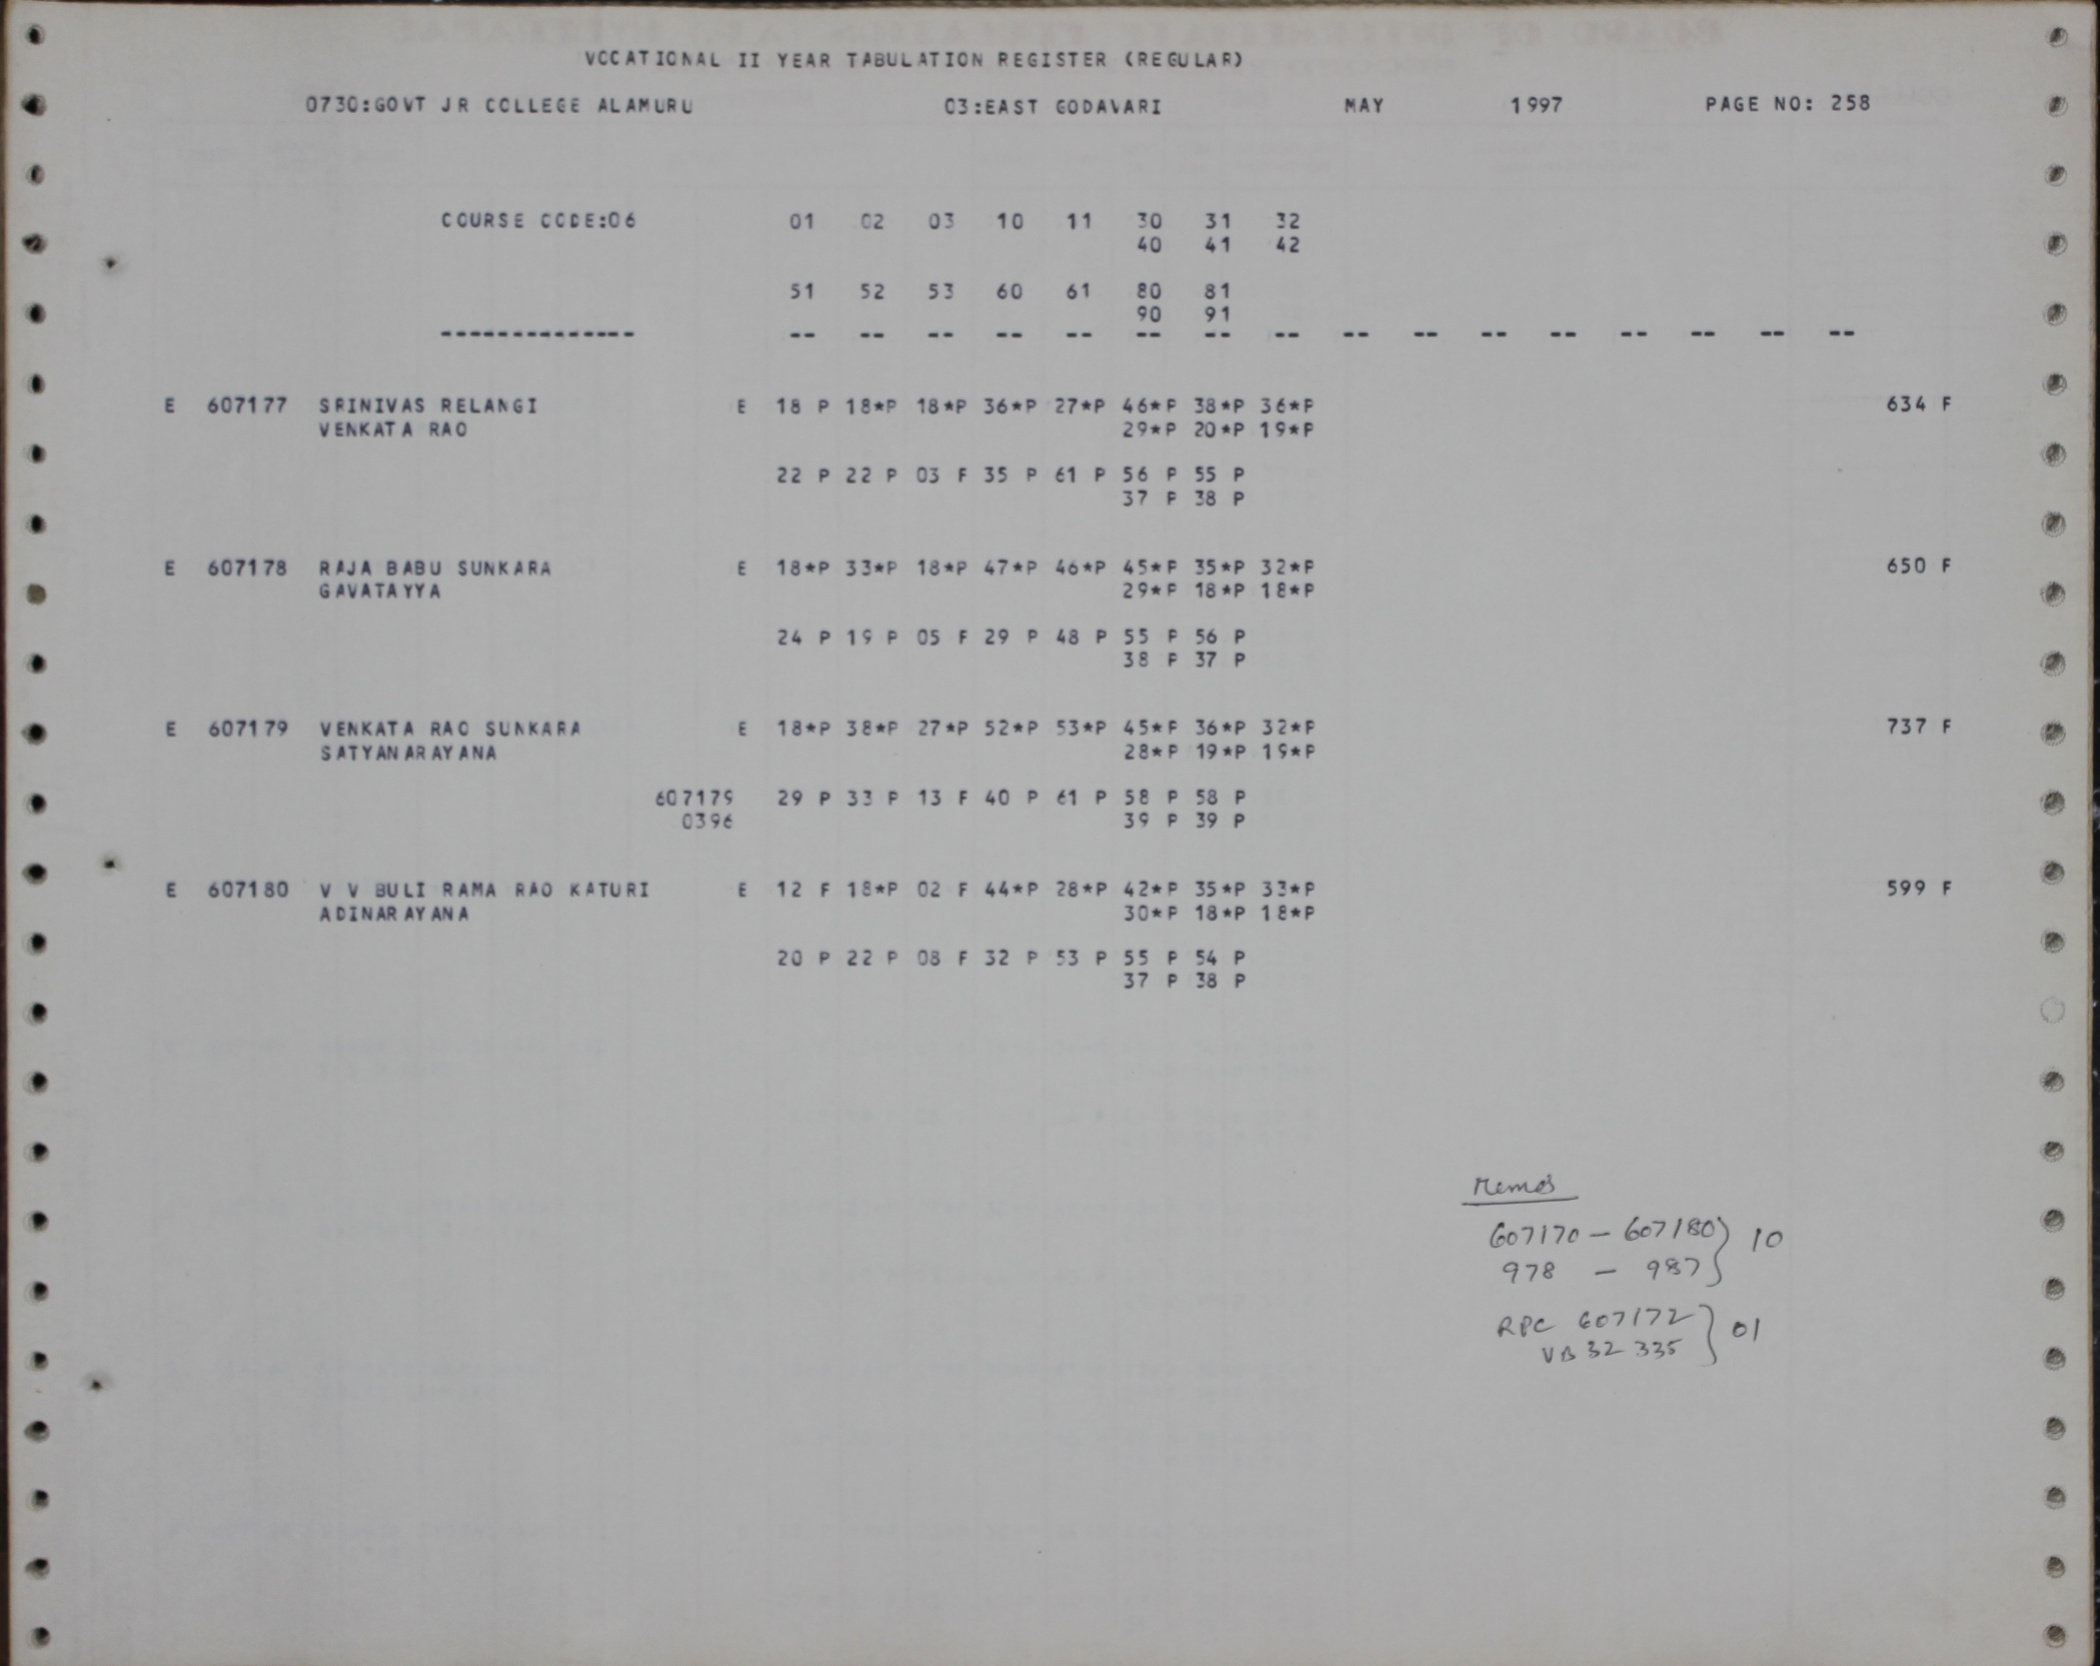 VOCATIONAL II YEAR TABULATION REGISTER (REGULAR)
0730:GOVT JR COLLEGE ALAMURU 03:EAST GODAVARI MAY 1997 PAGE NO: 258
COURSE CODE:06 01 02 03 10 11 30 31 32
40 41 42
51 52 53 60 61 80 81
90 91
-------------- -- -- -- -- -- -- -- -- -- -- -- -- -- -- -- --
E 607177 SRINIVAS RELANGI E 18 P 18*P 18*P 36*P 27*P 46*P 38*P 36*P 634 F
VENKATA RAO 29*P 20*P 19*P
22 P 22 P 03 F 35 P 61 P 56 P 55 P
37 P 38 P
E 607178 RAJA BABU SUNKARA E 18*P 33*P 18*P 47*P 46*P 45*P 35*P 32*P 650 F
GAVATAYYA 29*P 18*P 18*P
24 P 19 P 05 F 29 P 48 P 55 P 56 P
38 P 37 P
E 607179 VENKATA RAO SUNKARA E 18*P 38*P 27*P 52*P 53*P 45*P 36*P 32*P 737 F
SATYANARAYANA 28*P 19*P 19*P
607179 29 P 33 P 13 F 40 P 61 P 58 P 58 P
0396 39 P 39 P
E 607180 V V BULI RAMA RAO KATURI E 12 F 18*P 02 F 44*P 28*P 42*P 35*P 33*P 599 F
ADINARAYANA 30*P 18*P 18*P
20 P 22 P 08 F 32 P 53 P 55 P 54 P
37 P 38 P
Memos
607170 - 607180} 10
978 - 987
RPC 607172} 01
VB 32 335